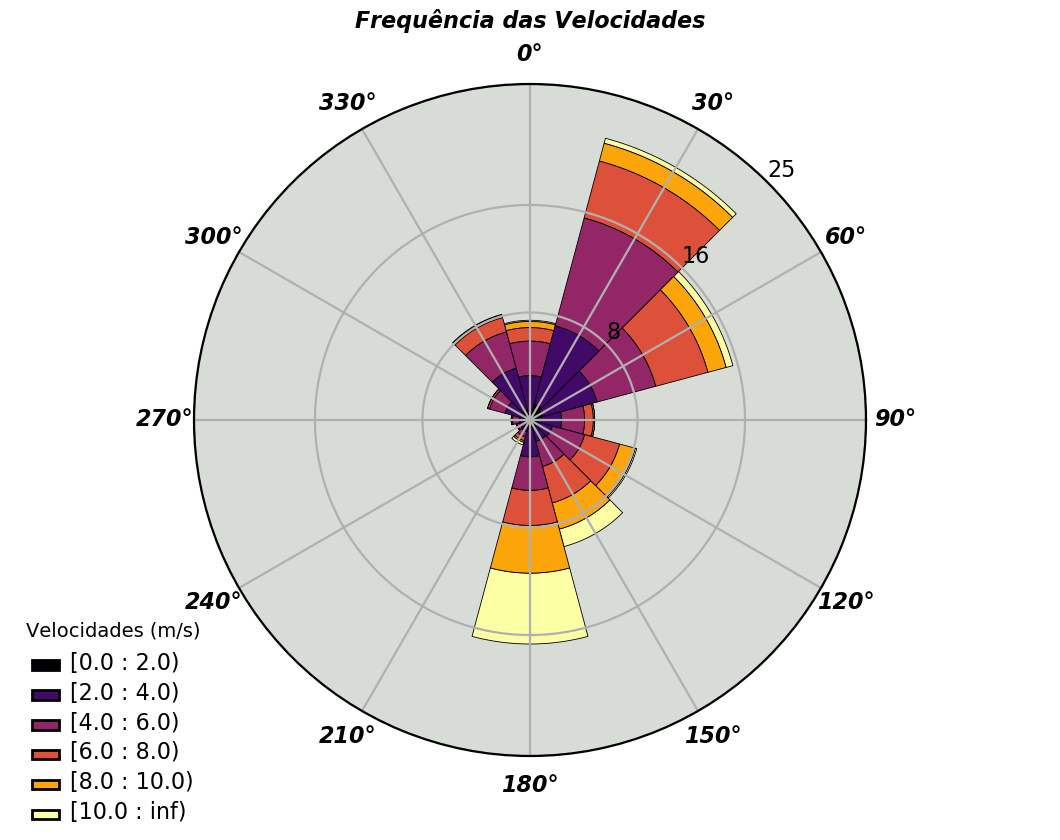 Frequência das Velocidades
0°
330°
30°
25
300°
60°
16
8
270°
90°
240°
120°
210°
150°
180°
Velocidades (m/s)
[0.0 : 2.0)
[2.0 : 4.0)
[4.0 : 6.0)
[6.0 : 8.0)
[8.0 : 10.0)
[10.0 : inf)